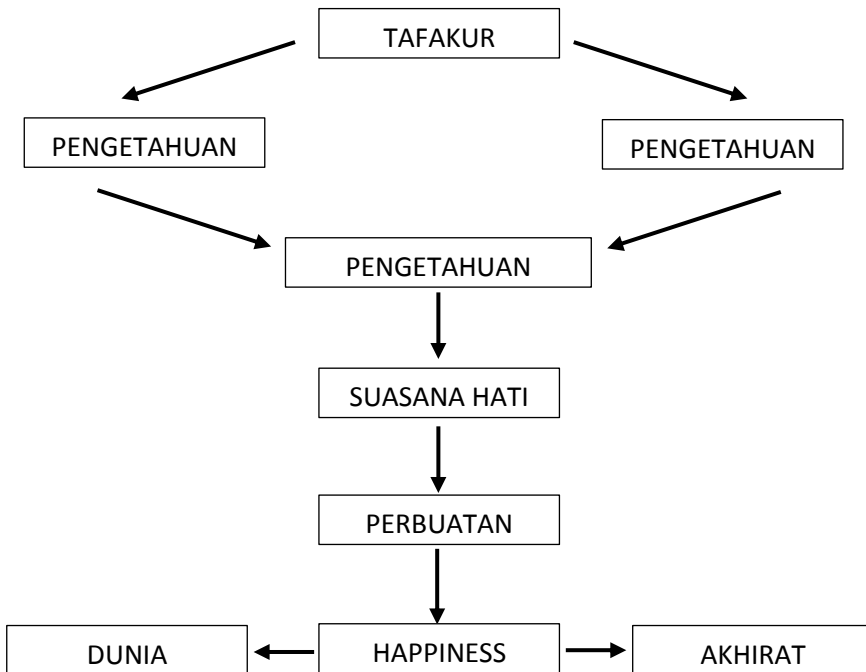 TAFAKUR
PENGETAHUAN
PENGETAHUAN
PENGETAHUAN
SUASANA HATI
PERBUATAN
DUNIA
HAPPINESS
AKHIRAT